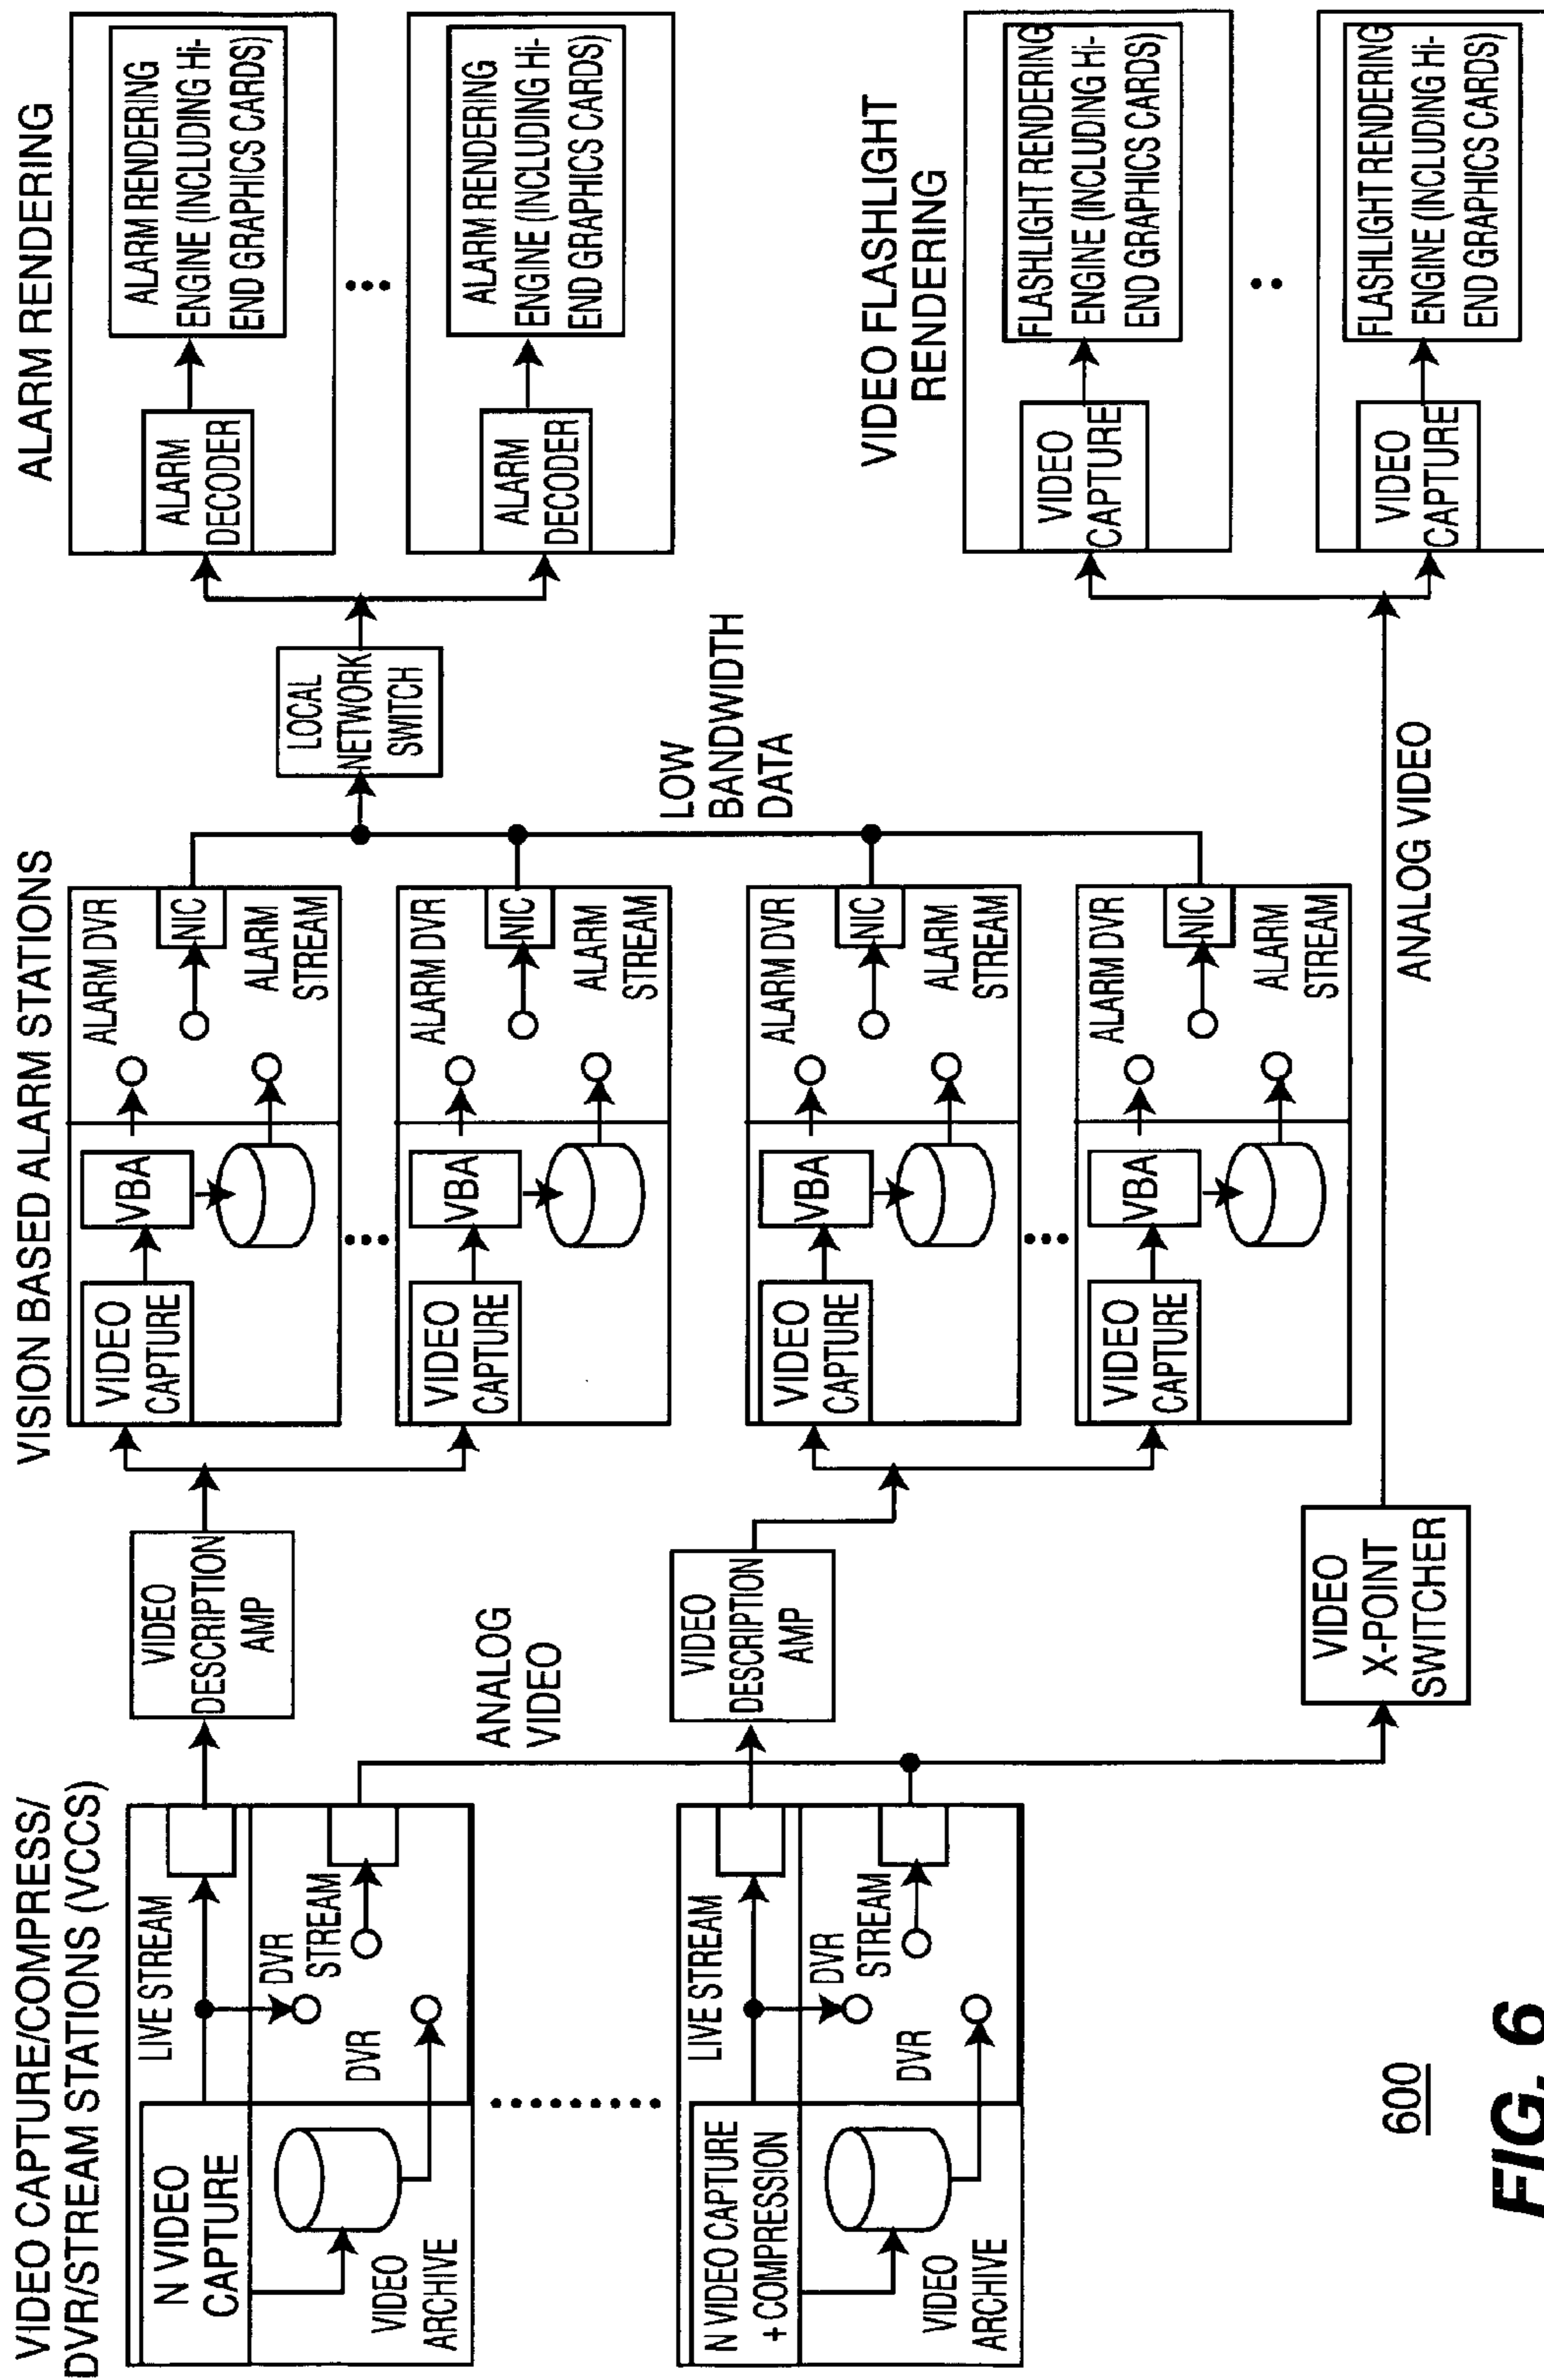 VIDEO CAPTURE/COMPRESS/
DVR/STREAM STATIONS (VCCS)
N VIDEO
CAPTURE
LIVE STREAM
DVR
STREAM
DVR
VIDEO
ARCHIVE
N VIDEO CAPTURE
+ COMPRESSION
LIVE STREAM
DVR
STREAM
DVR
VIDEO
ARCHIVE
VIDEO
DESCRIPTION
AMP
ANALOG
VIDEO
VIDEO
DESCRIPTION
AMP
VIDEO
X-POINT
SWITCHER
VISION BASED ALARM STATIONS
VIDEO
CAPTURE
VBA
ALARM DVR
NIC
ALARM
STREAM
VIDEO
CAPTURE
VBA
ALARM DVR
NIC
ALARM
STREAM
VIDEO
CAPTURE
VBA
ALARM DVR
NIC
ALARM
STREAM
VIDEO
CAPTURE
VBA
ALARM DVR
NIC
ALARM
STREAM
LOW
BANDWIDTH
DATA
ANALOG VIDEO
LOCAL
NETWORK
SWITCH
ALARM RENDERING
ALARM
DECODER
ALARM RENDERING
ENGINE (INCLUDING Hi-
END GRAPHICS CARDS)
ALARM
DECODER
ALARM RENDERING
ENGINE (INCLUDING Hi-
END GRAPHICS CARDS)
VIDEO FLASHLIGHT
RENDERING
VIDEO
CAPTURE
FLASHLIGHT RENDERING
ENGINE (INCLUDING Hi-
END GRAPHICS CARDS)
VIDEO
CAPTURE
FLASHLIGHT RENDERING
ENGINE (INCLUDING Hi-
END GRAPHICS CARDS)
600
FIG. 6